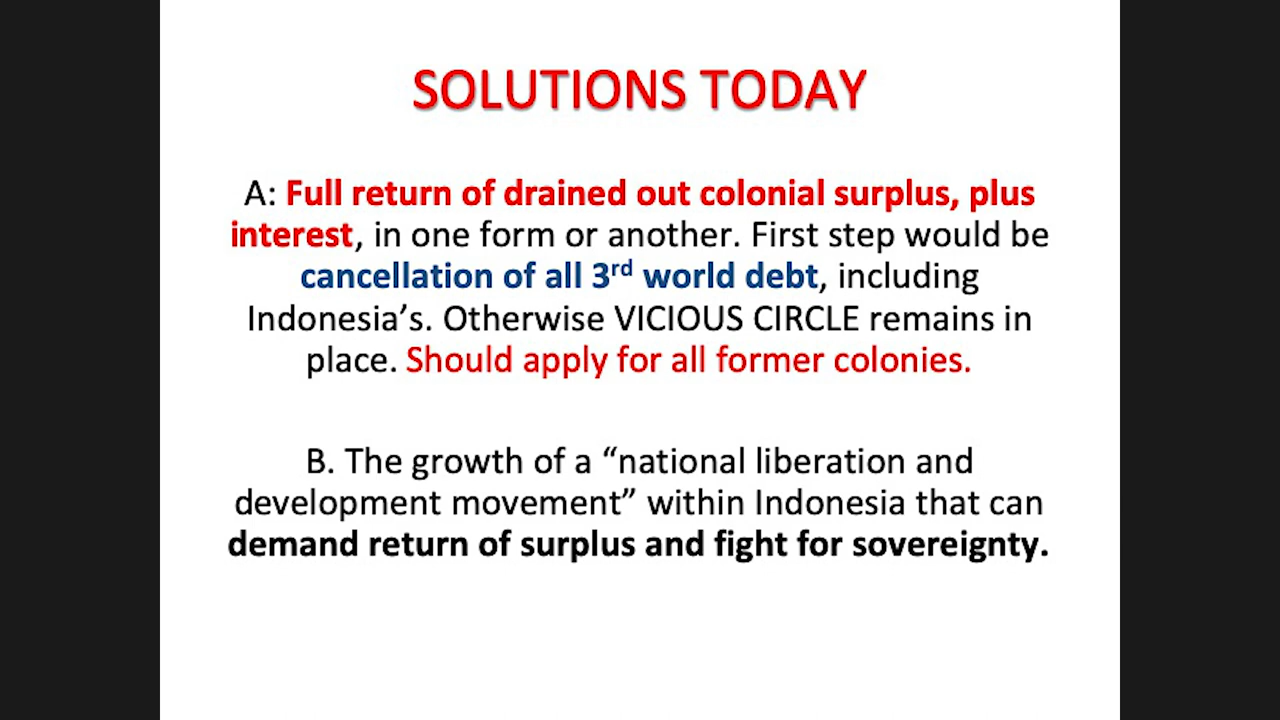 SOLUTIONS TODAY
A: Full return of drained out colonial surplus, plus
interest, in one form or another. First step would be
cancellation of all 3rd world debt, including
Indonesia’s. Otherwise VICIOUS CIRCLE remains in
place. Should apply for all former colonies.
B. The growth of a “national liberation and
development movement” within Indonesia that can
demand return of surplus and fight for sovereignty.